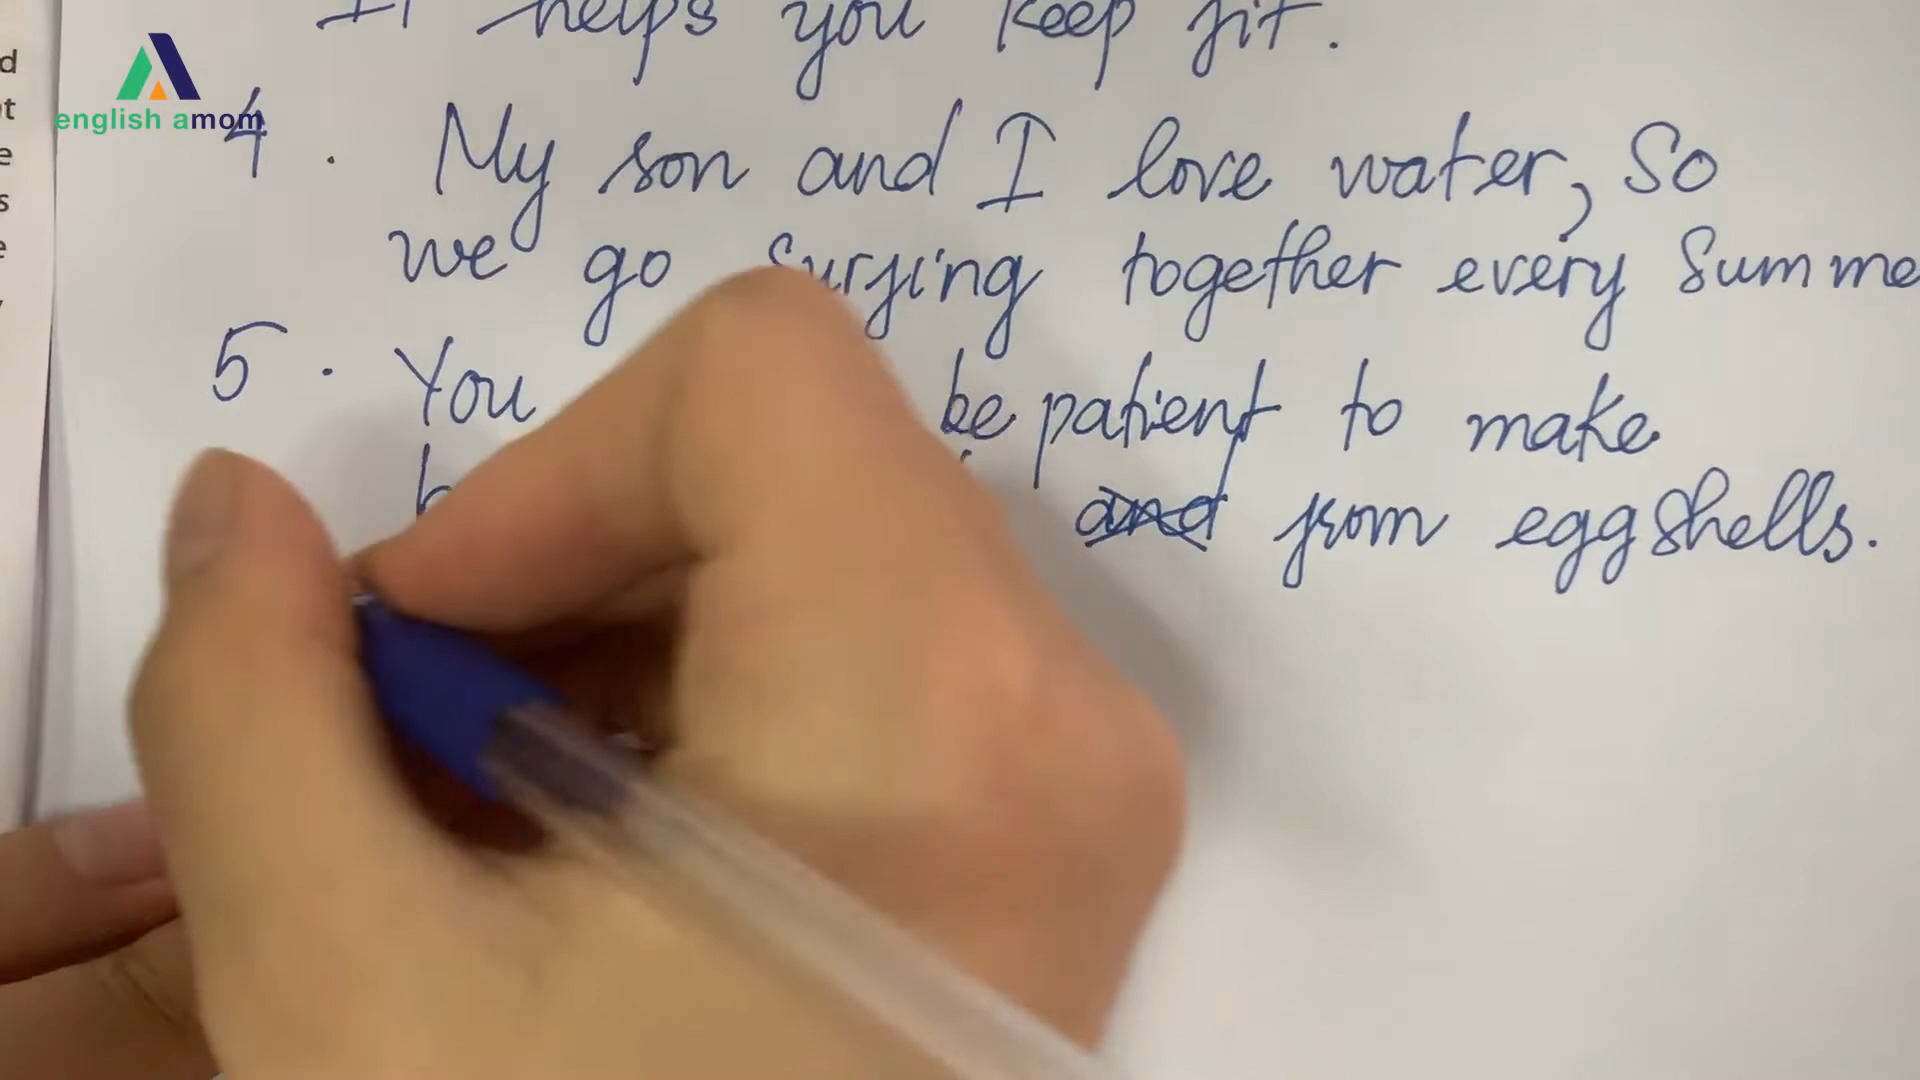 It helps you keep fit.
english amom
4. My son and I love water, So
we go surfing together every Summe
5. You be patient to make
from eggshells.